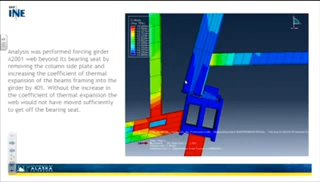 INE
Analysis was performed forcing girder
A2001 web beyond its bearing seat by
removing the column side plate and
increasing the coefficient of thermal
expansion of the beams framing into the
girder by 40%. Without the increase in
the coefficient of thermal expansion the
web would not have moved sufficiently
to get off the bearing seat.
ALASKA